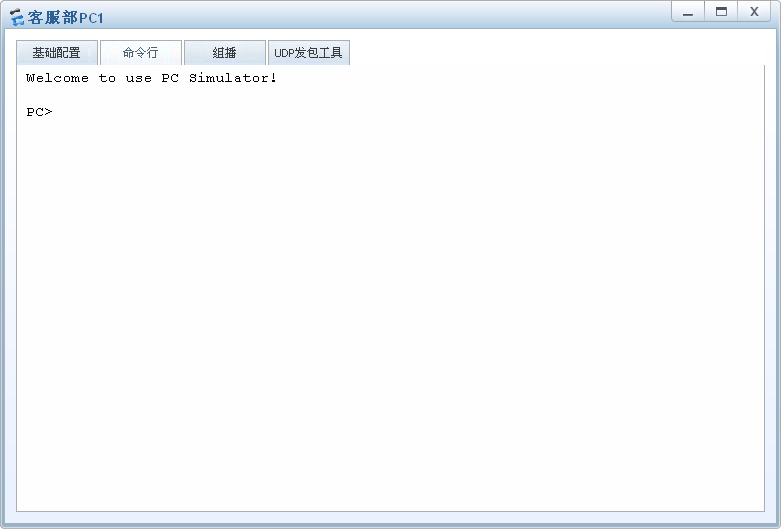 客服部PC1
X
基础配置 命令行 组播 UDP发包工具
Welcome to use PC Simulator!
PC>